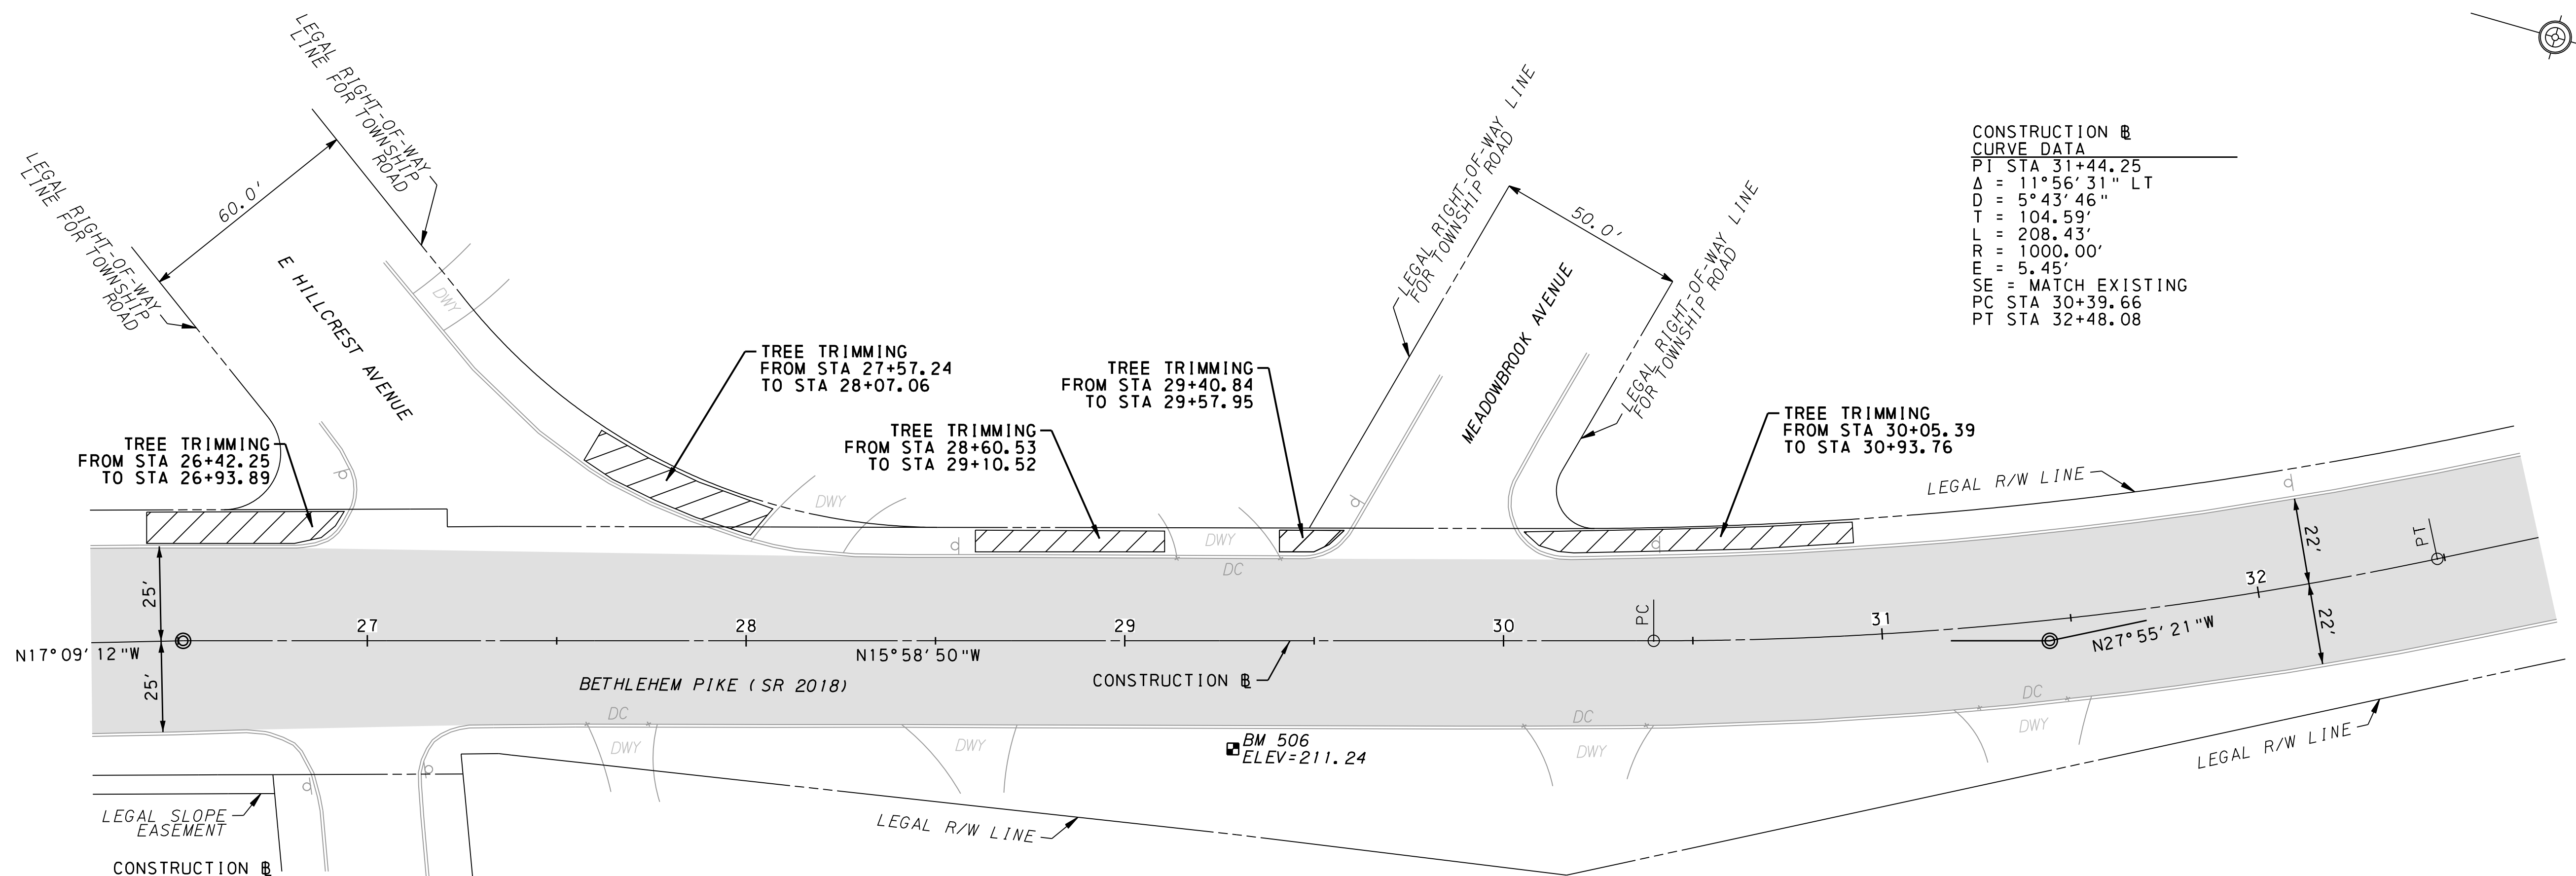 LEGAL RIGHT-OF-WAY
LINE FOR TOWNSHIP
ROAD
LEGAL RIGHT-OF-WAY
LINE FOR TOWNSHIP
ROAD
60.0'
E HILLCREST AVENUE
DWY
TREE TRIMMING
FROM STA 26+42.25
TO STA 26+93.89
TREE TRIMMING
FROM STA 27+57.24
TO STA 28+07.06
TREE TRIMMING
FROM STA 28+60.53
TO STA 29+10.52
TREE TRIMMING
FROM STA 29+40.84
TO STA 29+57.95
LEGAL RIGHT-OF-WAY LINE
FOR TOWNSHIP ROAD
50.0'
MEADOWBROOK AVENUE
LEGAL RIGHT-OF-WAY LINE
FOR TOWNSHIP ROAD
TREE TRIMMING
FROM STA 30+05.39
TO STA 30+93.76
CONSTRUCTION ℄
CURVE DATA
PI STA 31+44.25
Δ = 11°56'31" LT
D = 5°43'46"
T = 104.59'
L = 208.43'
R = 1000.00'
E = 5.45'
SE = MATCH EXISTING
PC STA 30+39.66
PT STA 32+48.08
LEGAL R/W LINE
DWY
DWY
DC
25'
25'
22'
22'
27
28
29
30
31
32
PC
PT
N17°09'12"W
N15°58'50"W
N27°55'21"W
BETHLEHEM PIKE (SR 2018)
CONSTRUCTION ℄
DC
DC
DC
DWY
DWY
DWY
DWY
BM 506
ELEV=211.24
LEGAL R/W LINE
LEGAL R/W LINE
LEGAL SLOPE
EASEMENT
CONSTRUCTION ℄